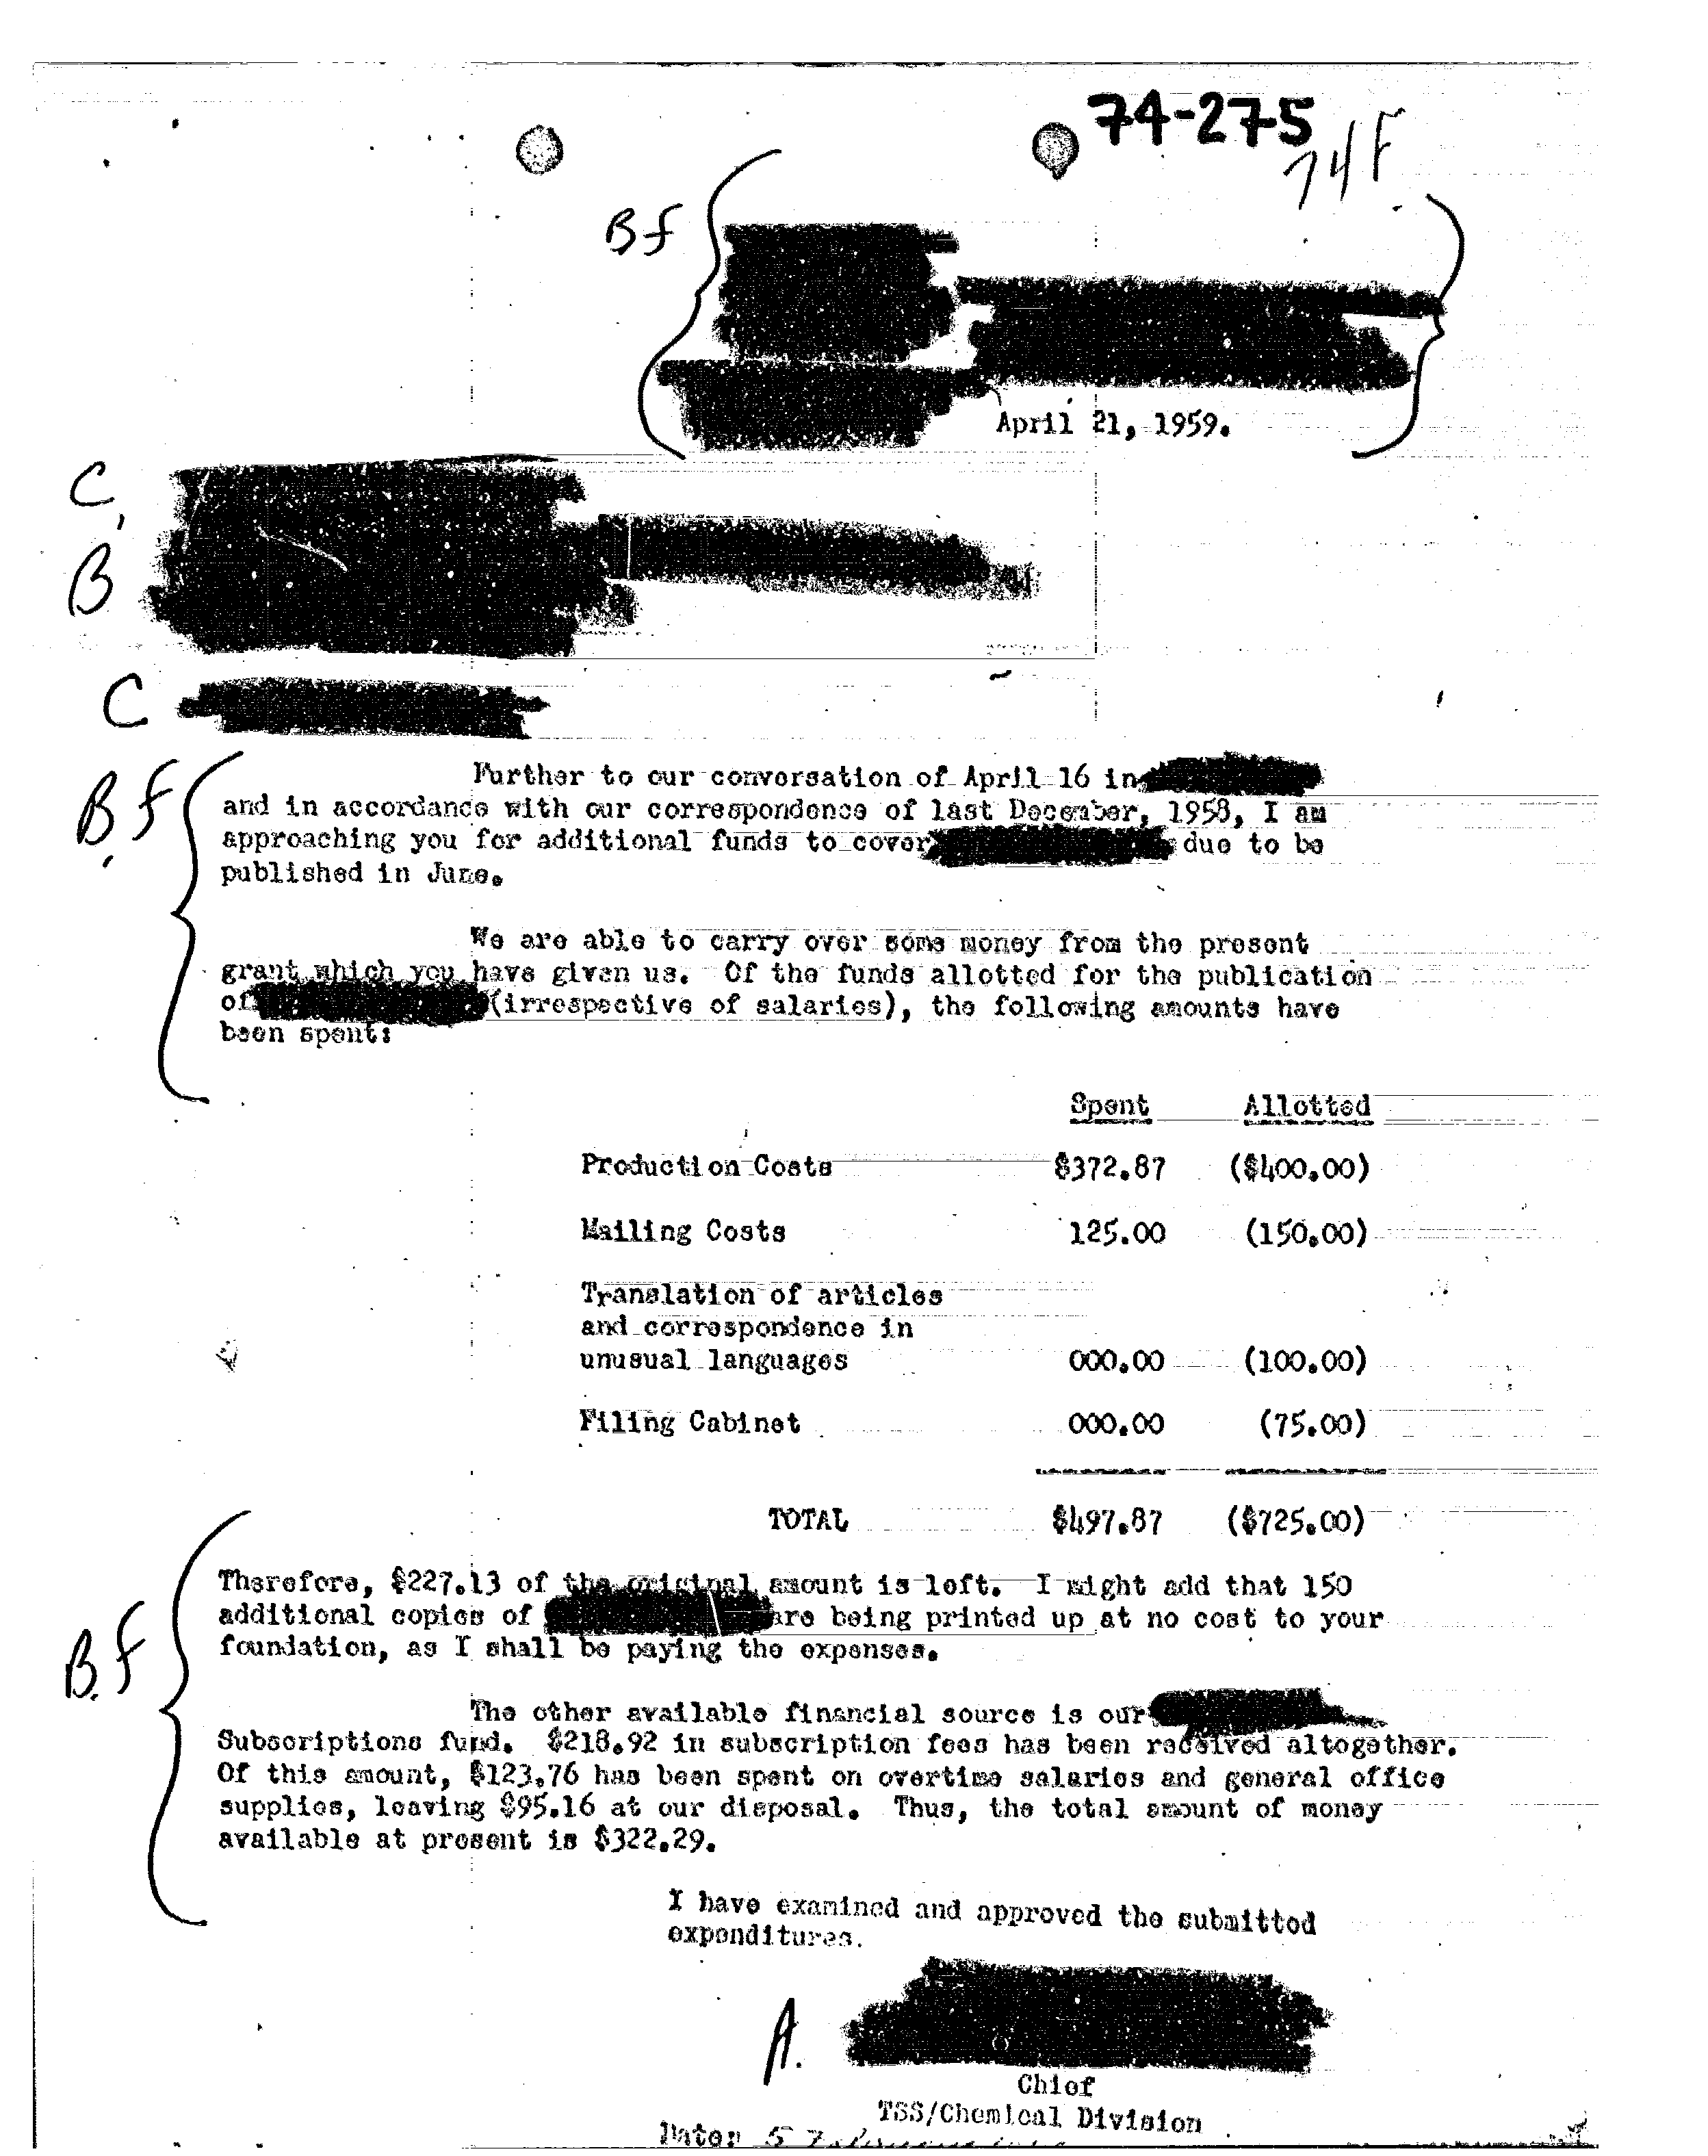 74-275
74F
Bf
April 21, 1959.
C,
B
C
B,f
Further to our conversation of April 16 in
and in accordance with our correspondence of last December, 1958, I am
approaching you for additional funds to cover due to be
published in June.
We are able to carry over some money from the present
grant which you have given us. Of the funds allotted for the publication
of (irrespective of salaries), the following amounts have
been spent:
Spent Allotted
Production Costs $372.87 ($400.00)
Mailing Costs 125.00 (150.00)
Translation of articles
and correspondence in
unusual languages 000.00 (100.00)
Filing Cabinet 000.00 (75.00)
TOTAL $497.87 ($725.00)
B,f
Therefore, $227.13 of the original amount is left. I might add that 150
additional copies of are being printed up at no cost to your
foundation, as I shall be paying the expenses.
The other available financial source is our
Subscriptions fund. $218.92 in subscription fees has been received altogether.
Of this amount, $123.76 has been spent on overtime salaries and general office
supplies, leaving $95.16 at our disposal. Thus, the total amount of money
available at present is $322.29.
I have examined and approved the submitted
expenditures.
A.
Chief
TSS/Chemical Division
Date: